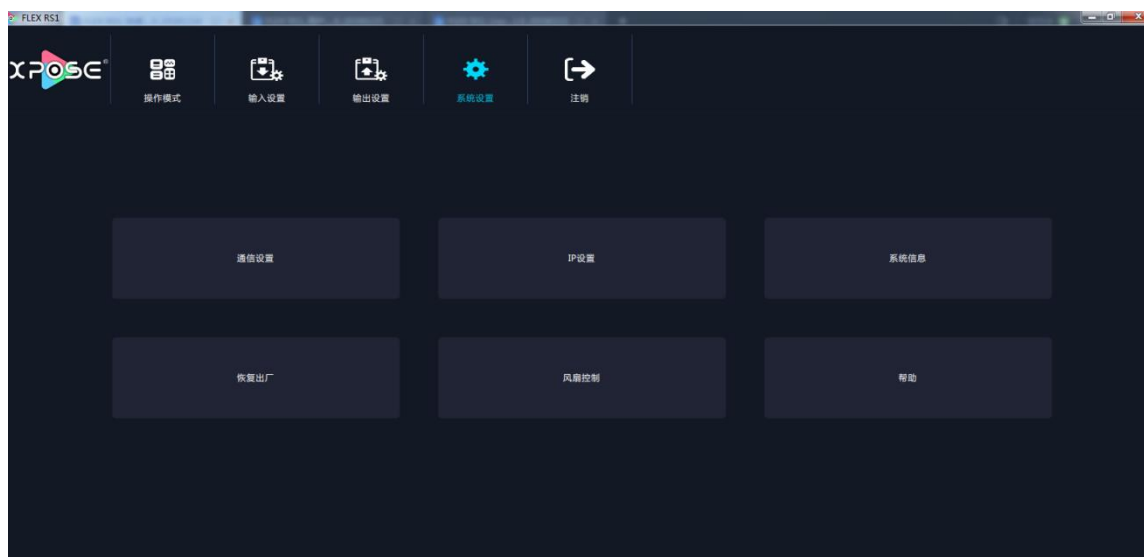 FLEX RS1
XPOSE®
操作模式
输入设置
输出设置
系统设置
注销
通信设置
IP设置
系统信息
恢复出厂
风扇控制
帮助